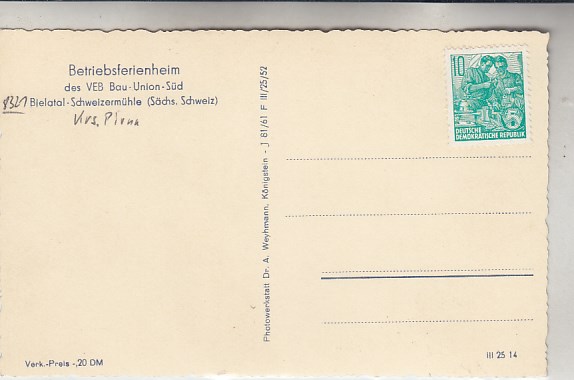 Betriebsferienheim
des VEB Bau-Union-Süd
8321 Bielatal-Schweizermühle (Sächs. Schweiz)
Krs. Pirna
Photowerkstatt Dr. A. Weyhmann, Königstein - J 81/61 F III/25/52
10
DEUTSCHE
DEMOKRATISCHE REPUBLIK
Verk.-Preis -,20 DM
III 25 14